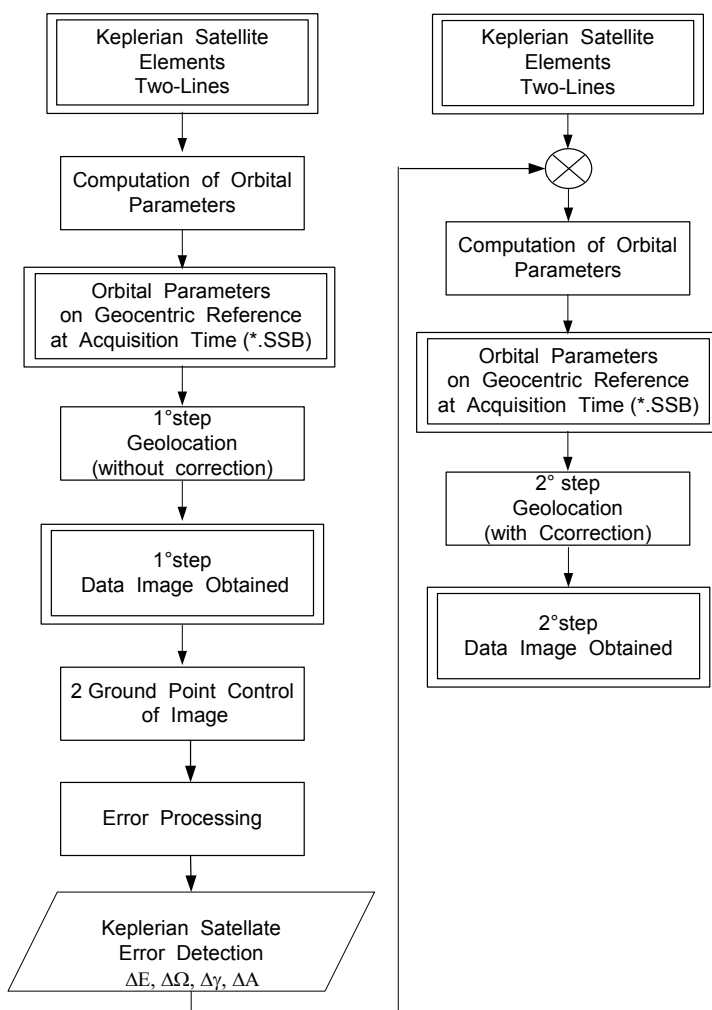 Keplerian Satellite
Elements
Two-Lines
Computation of Orbital
Parameters
Orbital Parameters
on Geocentric Reference
at Acquisition Time (*.SSB)
1°step
Geolocation
(without correction)
1°step
Data Image Obtained
2 Ground Point Control
of Image
Error Processing
Keplerian Satellate
Error Detection
ΔE, ΔΩ, Δγ, ΔA
Keplerian Satellite
Elements
Two-Lines
Computation of Orbital
Parameters
Orbital Parameters
on Geocentric Reference
at Acquisition Time (*.SSB)
2° step
Geolocation
(with Ccorrection)
2°step
Data Image Obtained